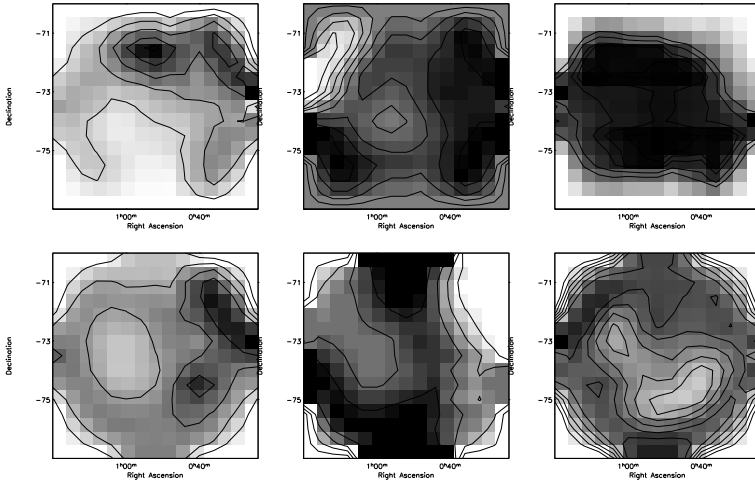 -71
-73
-75
Declination
1ʰ00ᵐ
0ʰ40ᵐ
Right Ascension
-71
-73
-75
Declination
1ʰ00ᵐ
0ʰ40ᵐ
Right Ascension
-71
-73
-75
Declination
1ʰ00ᵐ
0ʰ40ᵐ
Right Ascension
-71
-73
-75
Declination
1ʰ00ᵐ
0ʰ40ᵐ
Right Ascension
-71
-73
-75
Declination
1ʰ00ᵐ
0ʰ40ᵐ
Right Ascension
-71
-73
-75
Declination
1ʰ00ᵐ
0ʰ40ᵐ
Right Ascension